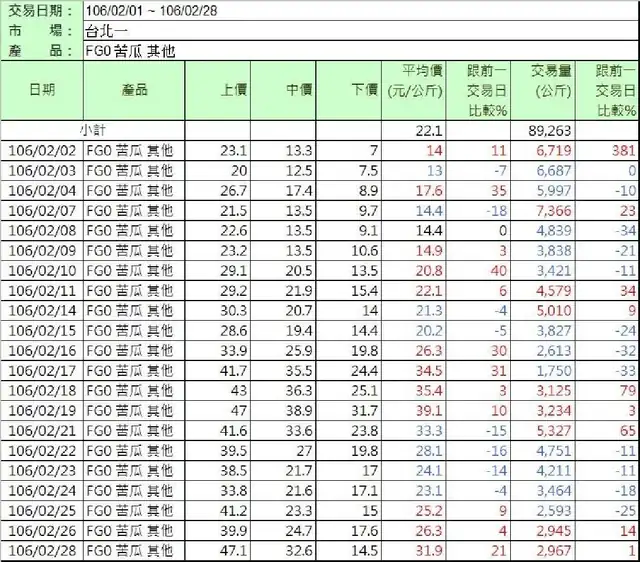 交易日期： 106/02/01 ~ 106/02/28
市 場： 台北一
產 品： FG0 苦瓜 其他
日期 產品 上價 中價 下價 平均價(元/公斤) 跟前一交易日比較% 交易量(公斤) 跟前一交易日比較%
小計 22.1 89,263
106/02/02 FG0 苦瓜 其他 23.1 13.3 7 14 11 6,719 381
106/02/03 FG0 苦瓜 其他 20 12.5 7.5 13 -7 6,687 0
106/02/04 FG0 苦瓜 其他 26.7 17.4 8.9 17.6 35 5,997 -10
106/02/07 FG0 苦瓜 其他 21.5 13.5 9.7 14.4 -18 7,366 23
106/02/08 FG0 苦瓜 其他 22.6 13.5 9.1 14.4 0 4,839 -34
106/02/09 FG0 苦瓜 其他 23.2 13.5 10.6 14.9 3 3,838 -21
106/02/10 FG0 苦瓜 其他 29.1 20.5 13.5 20.8 40 3,421 -11
106/02/11 FG0 苦瓜 其他 29.2 21.9 15.4 22.1 6 4,579 34
106/02/14 FG0 苦瓜 其他 30.3 20.7 14 21.3 -4 5,010 9
106/02/15 FG0 苦瓜 其他 28.6 19.4 14.4 20.2 -5 3,827 -24
106/02/16 FG0 苦瓜 其他 33.9 25.9 19.8 26.3 30 2,613 -32
106/02/17 FG0 苦瓜 其他 41.7 35.5 24.4 34.5 31 1,750 -33
106/02/18 FG0 苦瓜 其他 43 36.3 25.1 35.4 3 3,125 79
106/02/19 FG0 苦瓜 其他 47 38.9 31.7 39.1 10 3,234 3
106/02/21 FG0 苦瓜 其他 41.6 33.6 23.8 33.3 -15 5,327 65
106/02/22 FG0 苦瓜 其他 39.5 27 19.8 28.1 -16 4,751 -11
106/02/23 FG0 苦瓜 其他 38.5 21.7 17 24.1 -14 4,211 -11
106/02/24 FG0 苦瓜 其他 33.8 21.6 17.1 23.1 -4 3,464 -18
106/02/25 FG0 苦瓜 其他 41.2 23.3 15 25.2 9 2,593 -25
106/02/26 FG0 苦瓜 其他 39.9 24.7 17.6 26.3 4 2,945 14
106/02/28 FG0 苦瓜 其他 47.1 32.6 14.5 31.9 21 2,967 1